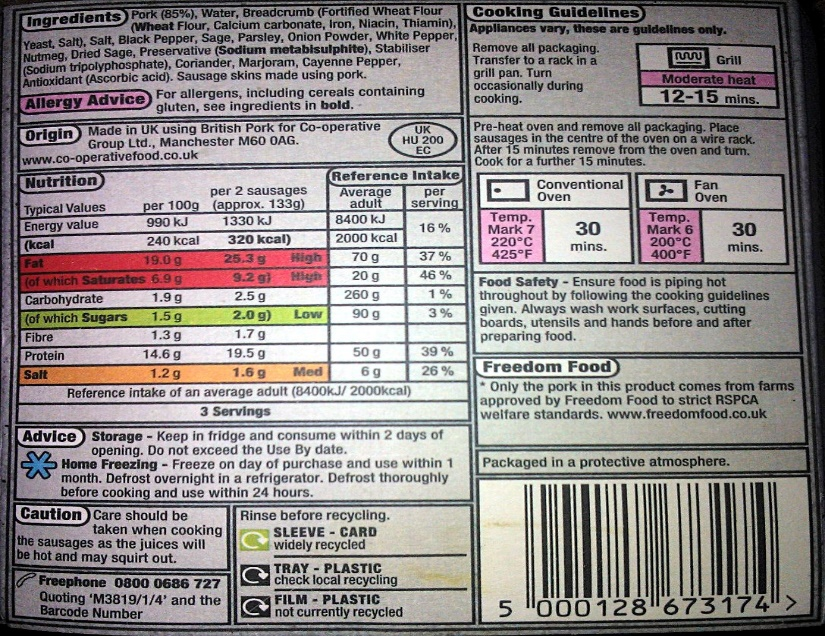 Ingredients Pork (85%), Water, Breadcrumb (Fortified Wheat Flour
(Wheat Flour, Calcium carbonate, Iron, Niacin, Thiamin),
Yeast, Salt), Salt, Black Pepper, Sage, Parsley, Onion Powder, White Pepper,
Nutmeg, Dried Sage, Preservative (Sodium metabisulphite), Stabiliser
(Sodium tripolyphosphate), Coriander, Marjoram, Cayenne Pepper,
Antioxidant (Ascorbic acid). Sausage skins made using pork.
Allergy Advice For allergens, including cereals containing
gluten, see ingredients in bold.
Origin Made in UK using British Pork for Co-operative
Group Ltd., Manchester M60 0AG.
www.co-operativefood.co.uk
UK
HU 200
EC
Nutrition
Reference Intake
Typical Values per 100g per 2 sausages (approx. 133g) Average adult per serving
Energy value 990 kJ 1330 kJ 8400 kJ 16 %
(kcal 240 kcal 320 kcal) 2000 kcal
Fat 19.0 g 25.3 g High 70 g 37 %
(of which Saturates 6.9 g 9.2 g) High 20 g 46 %
Carbohydrate 1.9 g 2.5 g 260 g 1 %
(of which Sugars 1.5 g 2.0 g) Low 90 g 3 %
Fibre 1.3 g 1.7 g
Protein 14.6 g 19.5 g 50 g 39 %
Salt 1.2 g 1.6 g Med 6 g 26 %
Reference intake of an average adult (8400kJ/ 2000kcal)
3 Servings
Advice Storage - Keep in fridge and consume within 2 days of
opening. Do not exceed the Use By date.
Home Freezing - Freeze on day of purchase and use within 1
month. Defrost overnight in a refrigerator. Defrost thoroughly
before cooking and use within 24 hours.
Caution Care should be
taken when cooking
the sausages as the juices will
be hot and may squirt out.
Freephone 0800 0686 727
Quoting 'M3819/1/4' and the
Barcode Number
Rinse before recycling.
SLEEVE - CARD
widely recycled
TRAY - PLASTIC
check local recycling
FILM - PLASTIC
not currently recycled
Cooking Guidelines
Appliances vary, these are guidelines only.
Remove all packaging.
Transfer to a rack in a
grill pan. Turn
occasionally during
cooking.
Grill
Moderate heat
12-15 mins.
Pre-heat oven and remove all packaging. Place
sausages in the centre of the oven on a wire rack.
After 15 minutes remove from the oven and turn.
Cook for a further 15 minutes.
Conventional
Oven
Temp.
Mark 7
220°C
425°F
30
mins.
Fan
Oven
Temp.
Mark 6
200°C
400°F
30
mins.
Food Safety - Ensure food is piping hot
throughout by following the cooking guidelines
given. Always wash work surfaces, cutting
boards, utensils and hands before and after
preparing food.
Freedom Food
* Only the pork in this product comes from farms
approved by Freedom Food to strict RSPCA
welfare standards. www.freedomfood.co.uk
Packaged in a protective atmosphere.
5 000128 673174 >